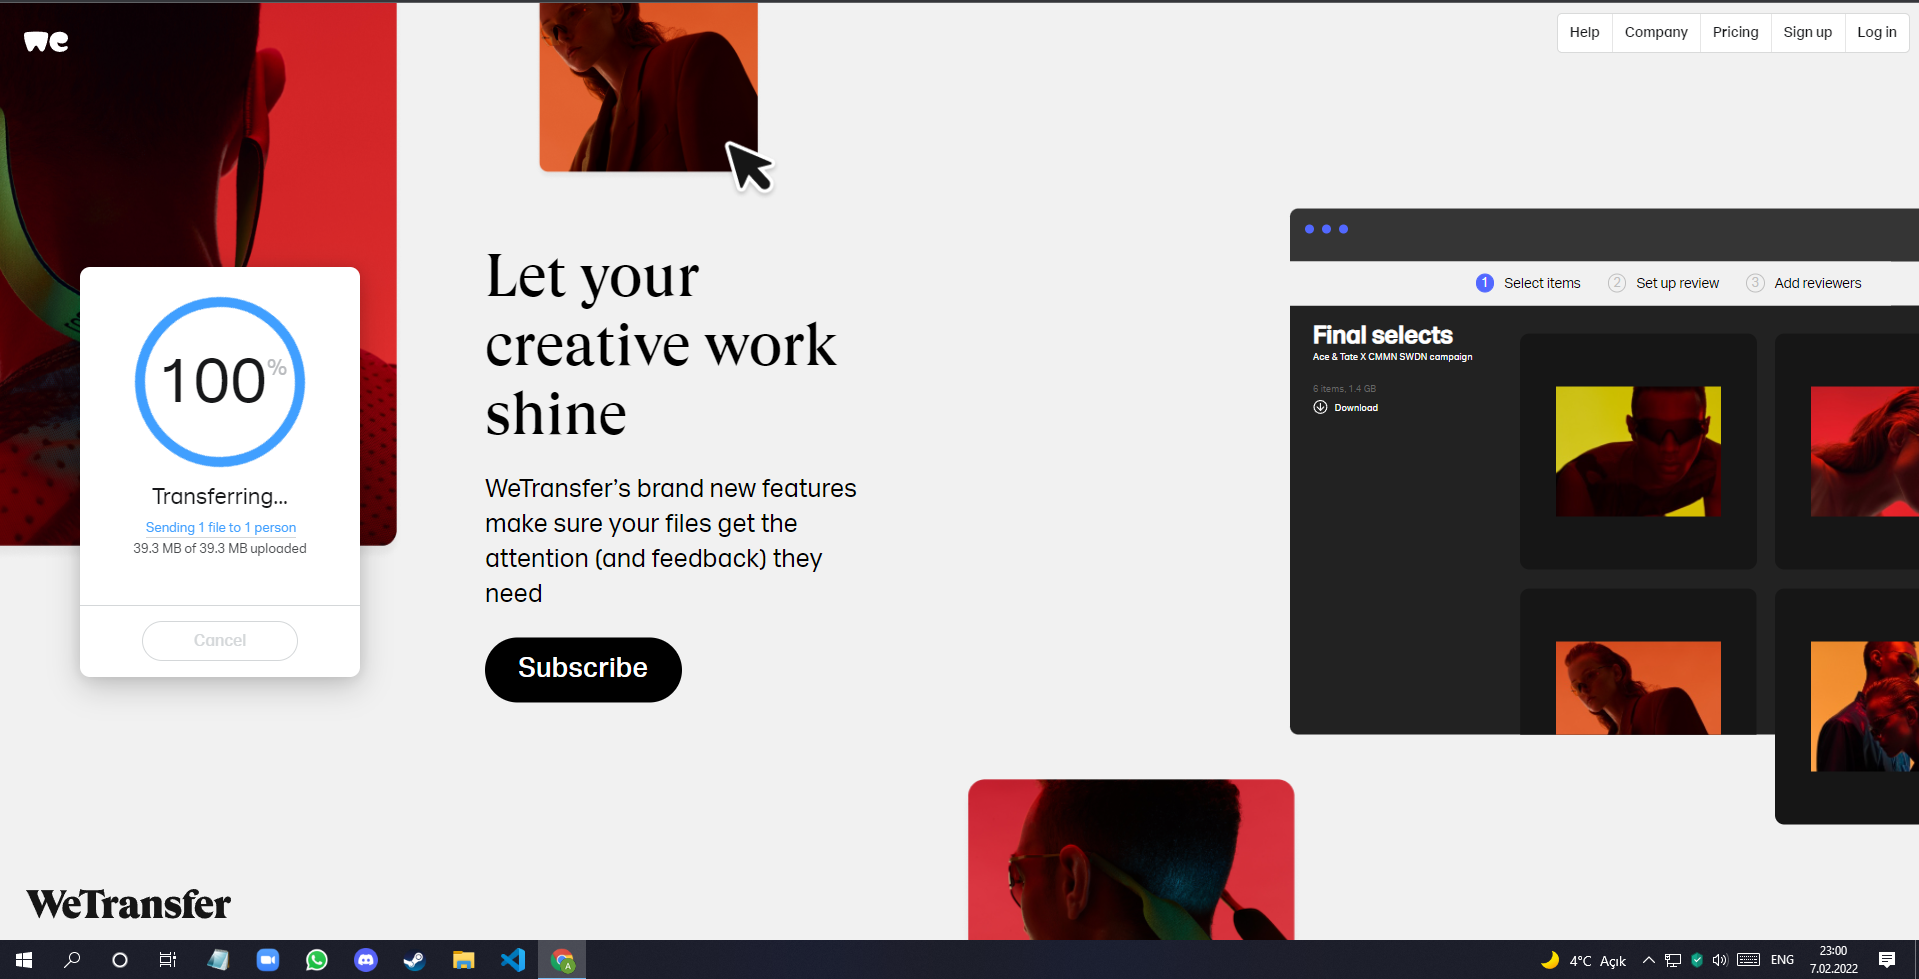 we
Help
Company
Pricing
Sign up
Log in
100%
Transferring...
Sending 1 file to 1 person
39.3 MB of 39.3 MB uploaded
Cancel
Let your
creative work
shine
WeTransfer’s brand new features
make sure your files get the
attention (and feedback) they
need
Subscribe
1 Select items
2 Set up review
3 Add reviewers
Final selects
Ace & Tate X CMMN SWDN campaign
6 items, 1.4 GB
Download
WeTransfer
4°C Açık
ENG
23:00
7.02.2022